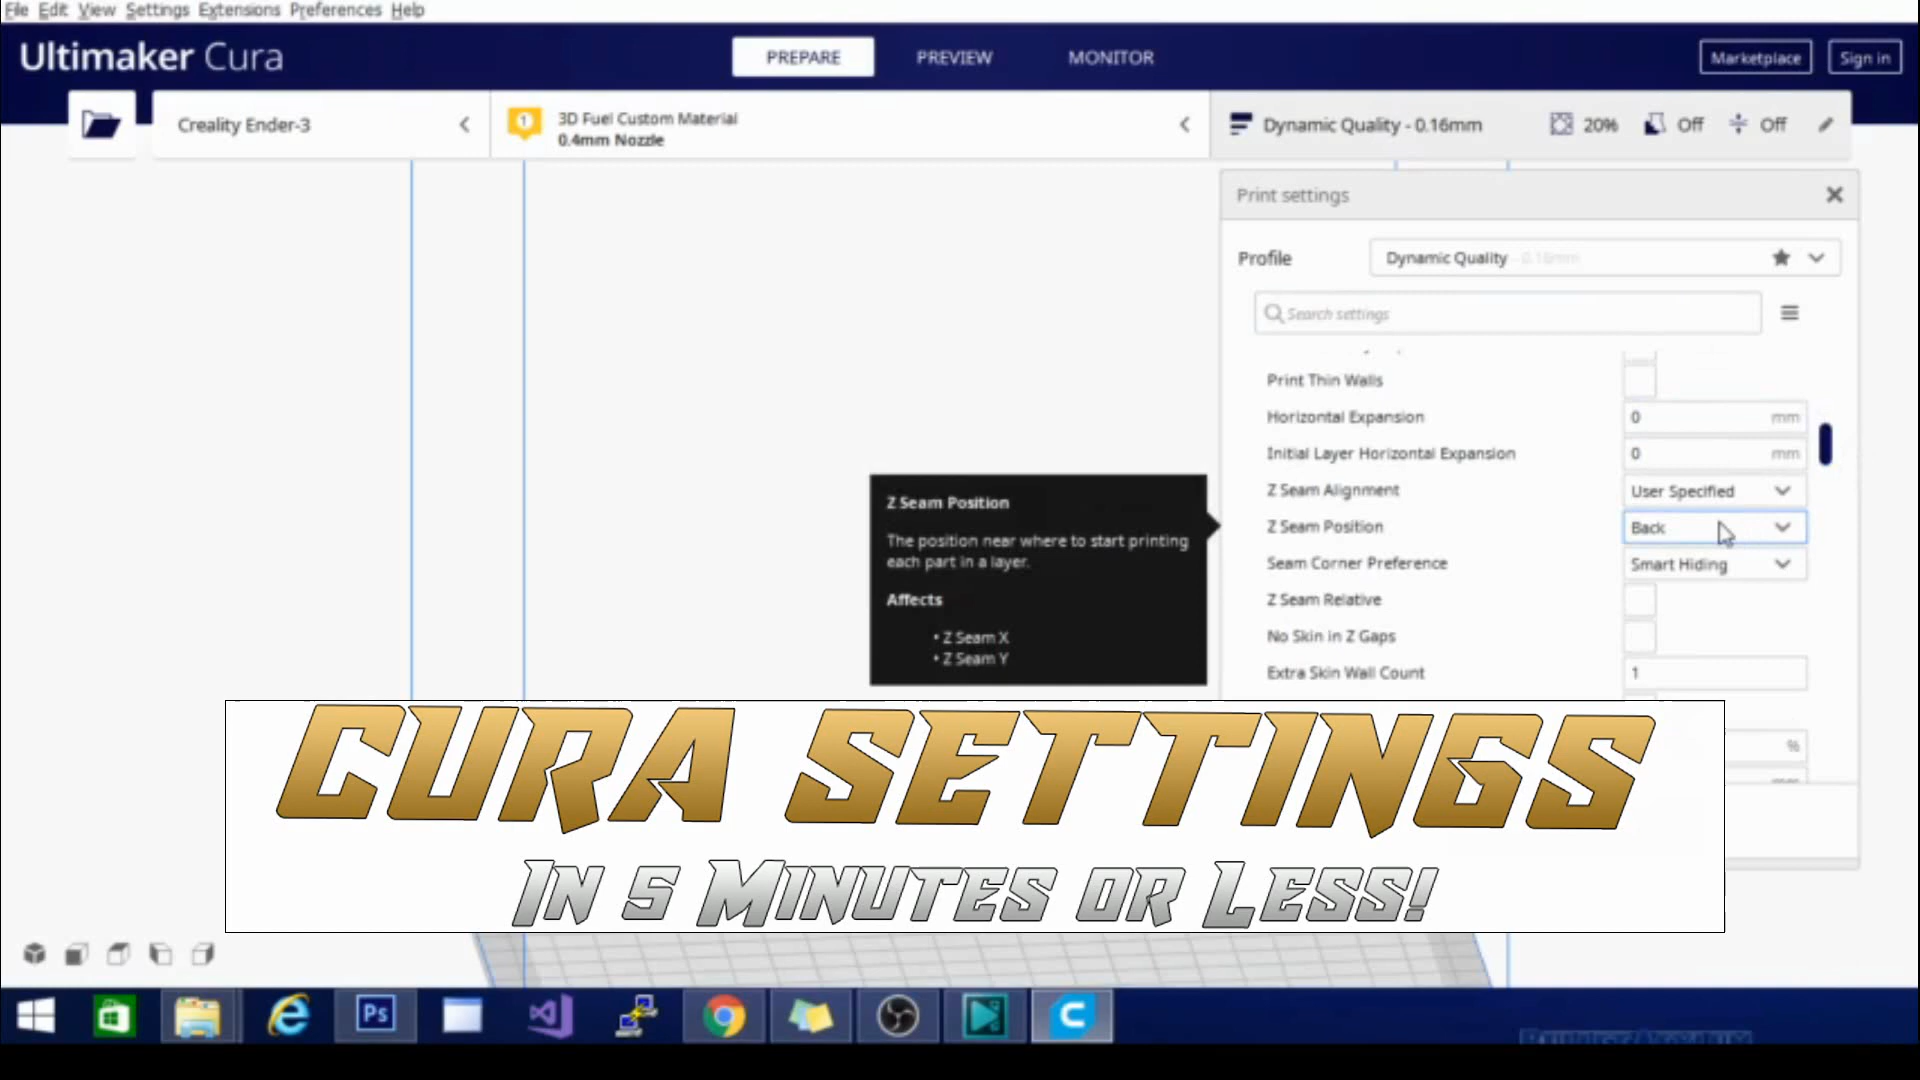 File Edit View Settings Extensions Preferences Help
Ultimaker Cura
PREPARE PREVIEW MONITOR
Marketplace Sign in
Creality Ender-3
1
3D Fuel Custom Material
0.4mm Nozzle
Dynamic Quality - 0.16mm 20% Off Off
Print settings
Profile Dynamic Quality - 0.16mm
Search settings
Print Thin Walls
Horizontal Expansion 0 mm
Initial Layer Horizontal Expansion 0 mm
Z Seam Alignment User Specified
Z Seam Position Back
Seam Corner Preference Smart Hiding
Z Seam Relative
No Skin in Z Gaps
Extra Skin Wall Count 1
%
Z Seam Position
The position near where to start printing
each part in a layer.
Affects
• Z Seam X
• Z Seam Y
CURA SETTINGS
IN 5 MINUTES OR LESS!
Ps